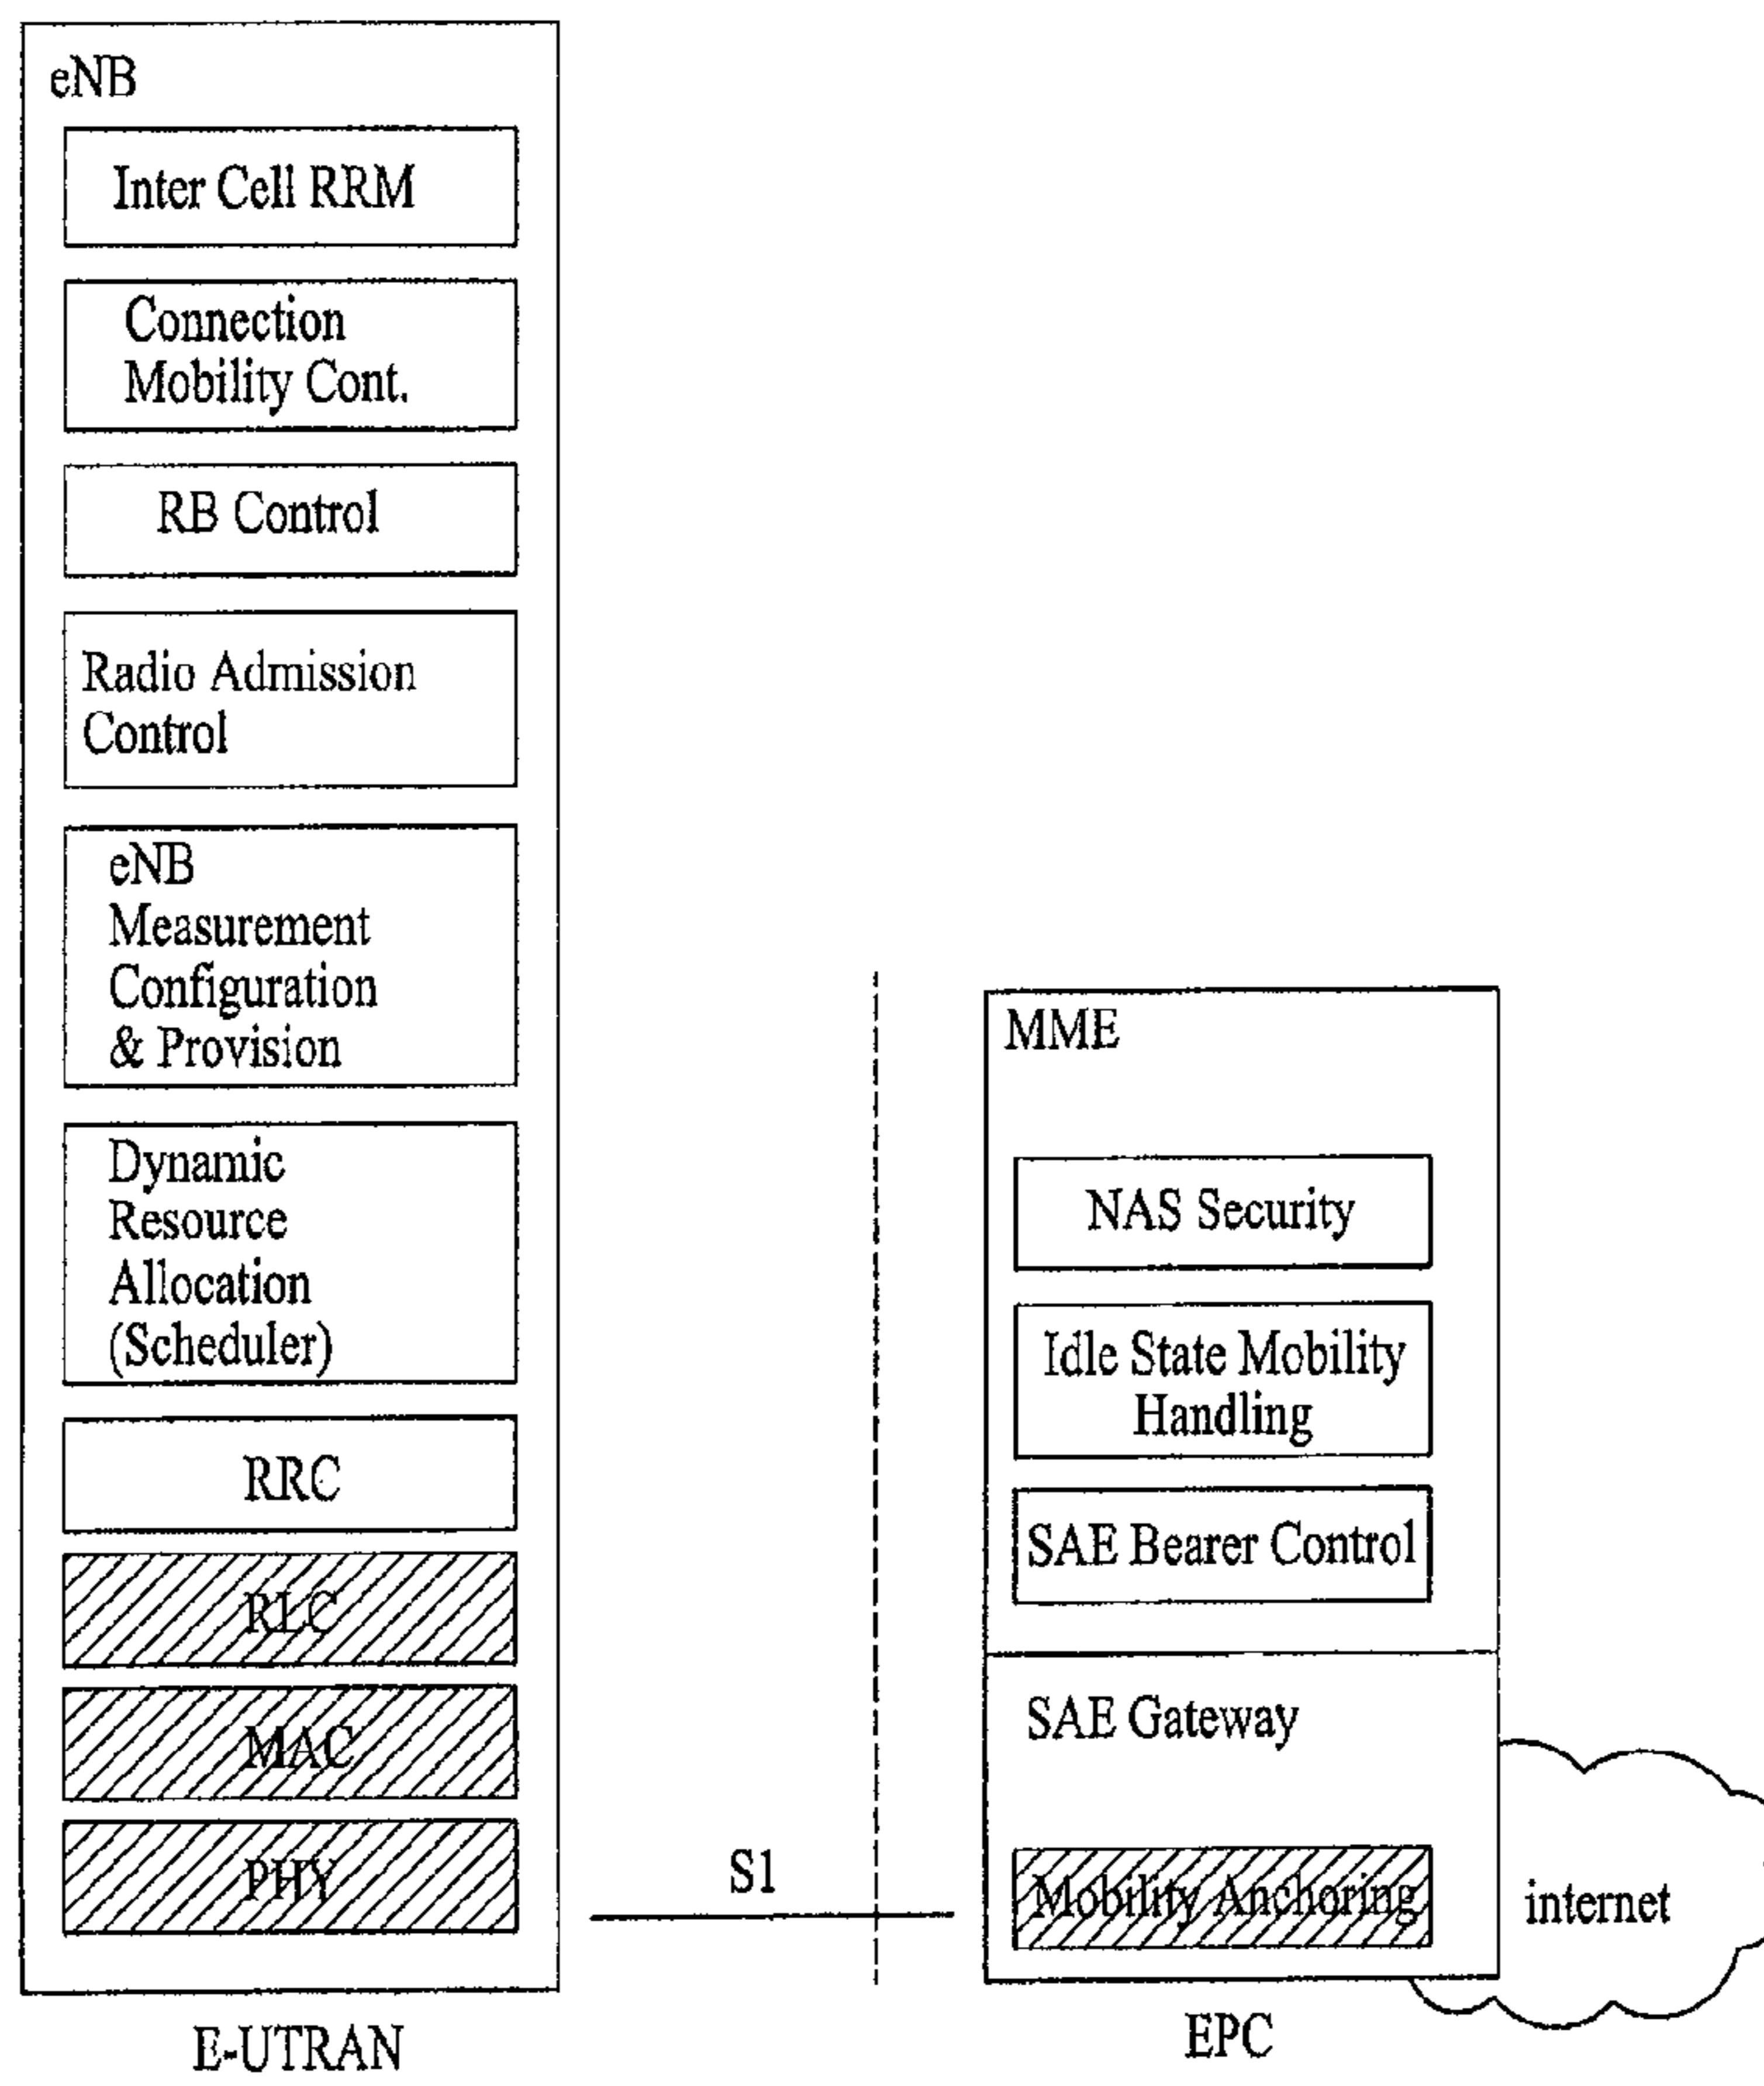 eNB
Inter Cell RRM
Connection
Mobility Cont.
RB Control
Radio Admission
Control
eNB
Measurement
Configuration
& Provision
Dynamic
Resource
Allocation
(Scheduler)
RRC
RLC
MAC
PHY
E-UTRAN
S1
MME
NAS Security
Idle State Mobility
Handling
SAE Bearer Control
SAE Gateway
Mobility Anchoring
EPC
internet